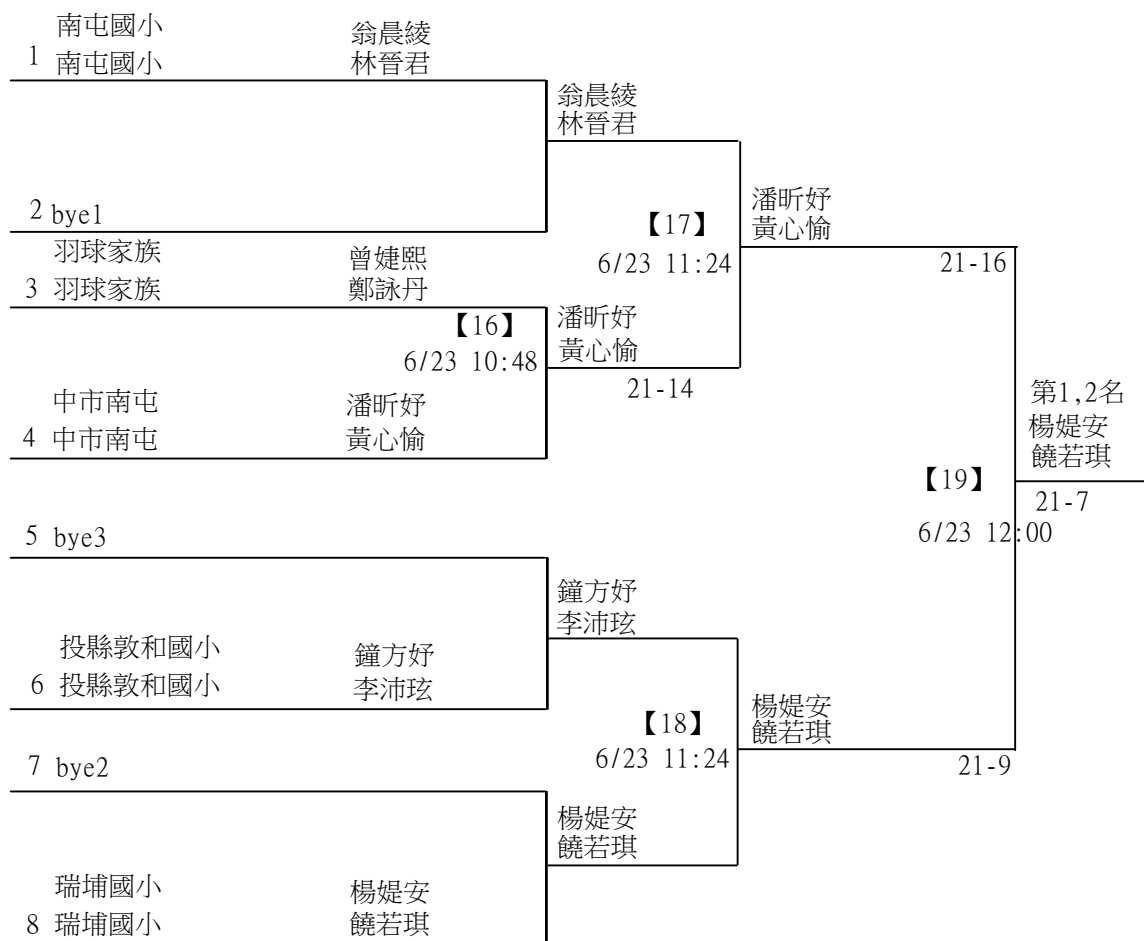 南屯國小 翁晨綾
1 南屯國小 林晉君
翁晨綾
林晉君
2 bye1
【17】
6/23 11:24
潘昕妤
黃心愉
21-16
羽球家族 曾婕熙
3 羽球家族 鄭詠丹
【16】
6/23 10:48
潘昕妤
黃心愉
21-14
中市南屯 潘昕妤
4 中市南屯 黃心愉
第1,2名
楊媞安
饒若琪
【19】
21-7
6/23 12:00
5 bye3
鐘方妤
李沛玹
投縣敦和國小 鐘方妤
6 投縣敦和國小 李沛玹
【18】
6/23 11:24
楊媞安
饒若琪
21-9
7 bye2
楊媞安
饒若琪
瑞埔國小 楊媞安
8 瑞埔國小 饒若琪